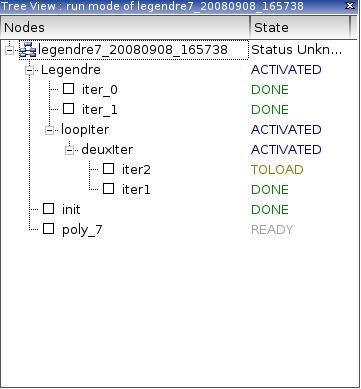 Tree View : run mode of legendre7_20080908_165738
Nodes State
legendre7_20080908_165738 Status Unkn...
Legendre ACTIVATED
iter_0 DONE
iter_1 DONE
loopIter ACTIVATED
deuxIter ACTIVATED
iter2 TOLOAD
iter1 DONE
init DONE
poly_7 READY